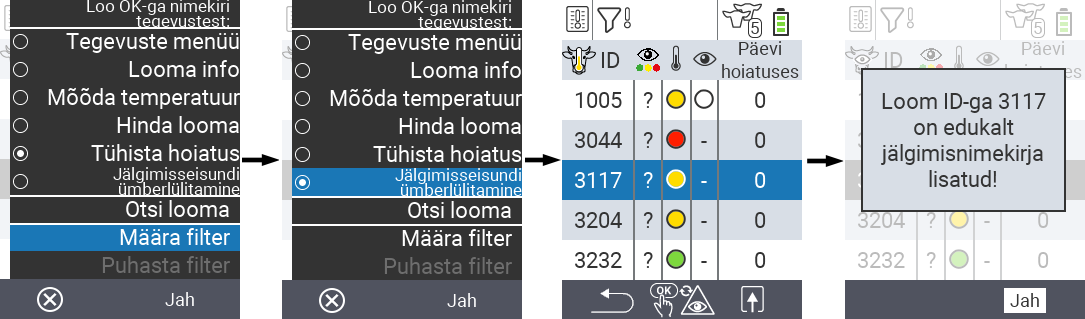 Loo OK-ga nimekiri
tegevustest:
Tegevuste menüü
Looma info
Mõõda temperatuur
Hinda looma
Tühista hoiatus
Jälgimisseisundi
ümberlülitamine
Otsi looma
Määra filter
Puhasta filter
Jah
Loo OK-ga nimekiri
tegevustest:
Tegevuste menüü
Looma info
Mõõda temperatuur
Hinda looma
Tühista hoiatus
Jälgimisseisundi
ümberlülitamine
Otsi looma
Määra filter
Puhasta filter
Jah
5
ID Päevi
hoiatuses
1005 ? 0
3044 ? - 0
3117 ? - 0
3204 ? - 0
3232 ? - 0
OK
5
ID Päevi
hoiatuses
Loom ID-ga 3117
on edukalt
jälgimisnimekirja
lisatud!
3204 ? - 0
3232 ? - 0
Jah